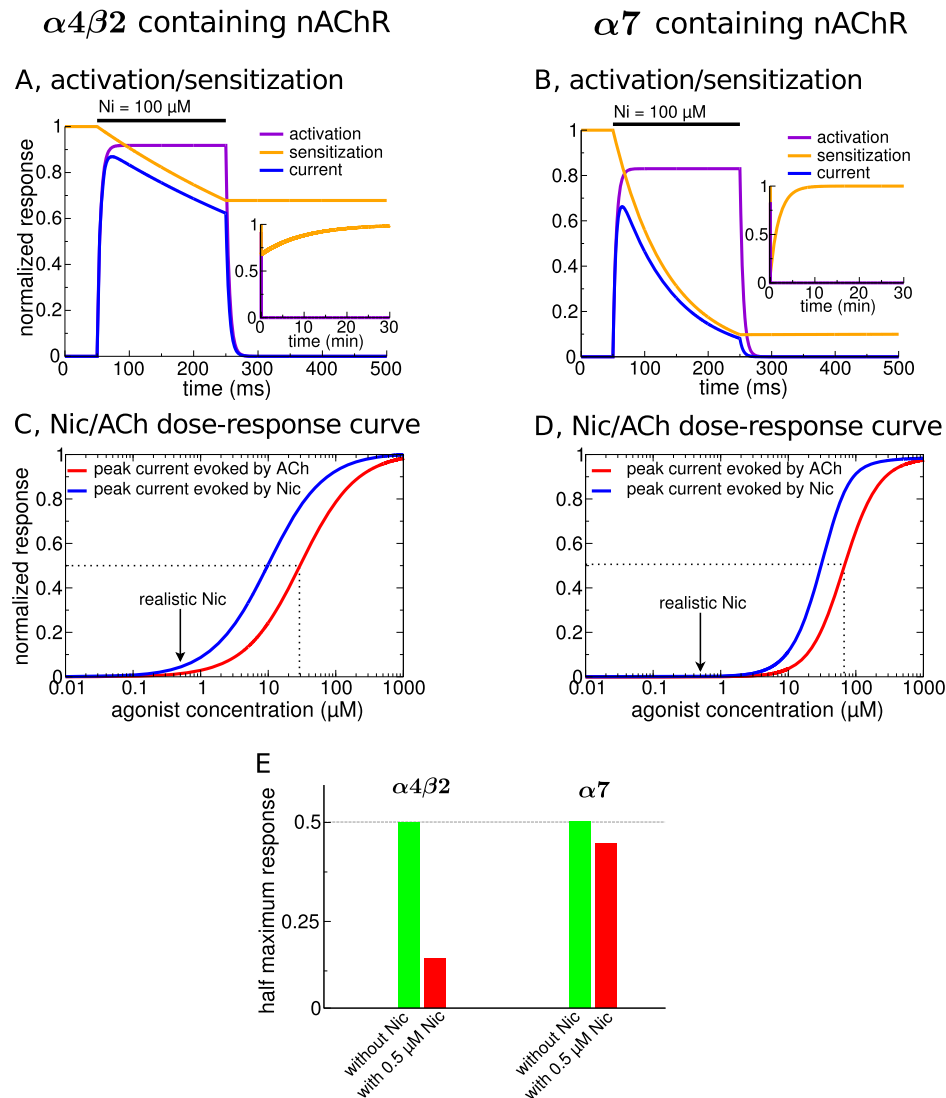 α4β2 containing nAChR
α7 containing nAChR
A, activation/sensitization
Ni = 100 µM
activation
sensitization
current
normalized response
1
0.8
0.6
0.4
0.2
0
0 100 200 300 400 500
time (ms)
1
0.5
0
0 10 20 30
time (min)
B, activation/sensitization
Ni = 100 µM
activation
sensitization
current
1
0.8
0.6
0.4
0.2
0
0 100 200 300 400 500
time (ms)
1
0.5
0
0 10 20 30
time (min)
C, Nic/ACh dose-response curve
peak current evoked by ACh
peak current evoked by Nic
normalized response
1
0.8
0.6
0.4
0.2
0
realistic Nic
0.01 0.1 1 10 100 1000
agonist concentration (µM)
D, Nic/ACh dose-response curve
peak current evoked by ACh
peak current evoked by Nic
1
0.8
0.6
0.4
0.2
0
realistic Nic
0.01 0.1 1 10 100 1000
agonist concentration (µM)
E
α4β2 α7
half maximum response
0.5
0.25
0
without Nic
with 0.5 µM Nic
without Nic
with 0.5 µM Nic